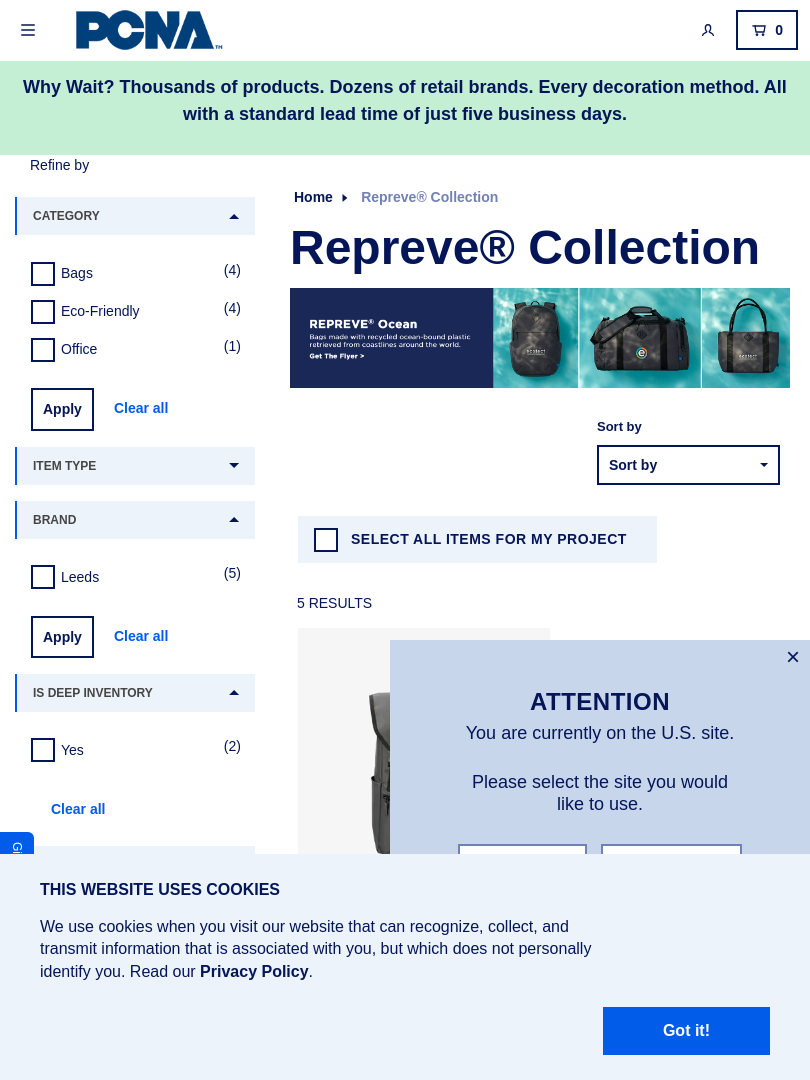 PCNA™
0
Why Wait? Thousands of products. Dozens of retail brands. Every decoration method. All
with a standard lead time of just five business days.
Refine by
CATEGORY
Bags (4)
Eco-Friendly (4)
Office (1)
Apply Clear all
ITEM TYPE
BRAND
Leeds (5)
Apply Clear all
IS DEEP INVENTORY
Yes (2)
Clear all
Home Repreve® Collection
Repreve® Collection
REPREVE® Ocean
Bags made with recycled ocean-bound plastic
retrieved from coastlines around the world.
Get The Flyer >
Sort by
Sort by
SELECT ALL ITEMS FOR MY PROJECT
5 RESULTS
ATTENTION
You are currently on the U.S. site.
Please select the site you would
like to use.
THIS WEBSITE USES COOKIES
We use cookies when you visit our website that can recognize, collect, and
transmit information that is associated with you, but which does not personally
identify you. Read our Privacy Policy.
Got it!